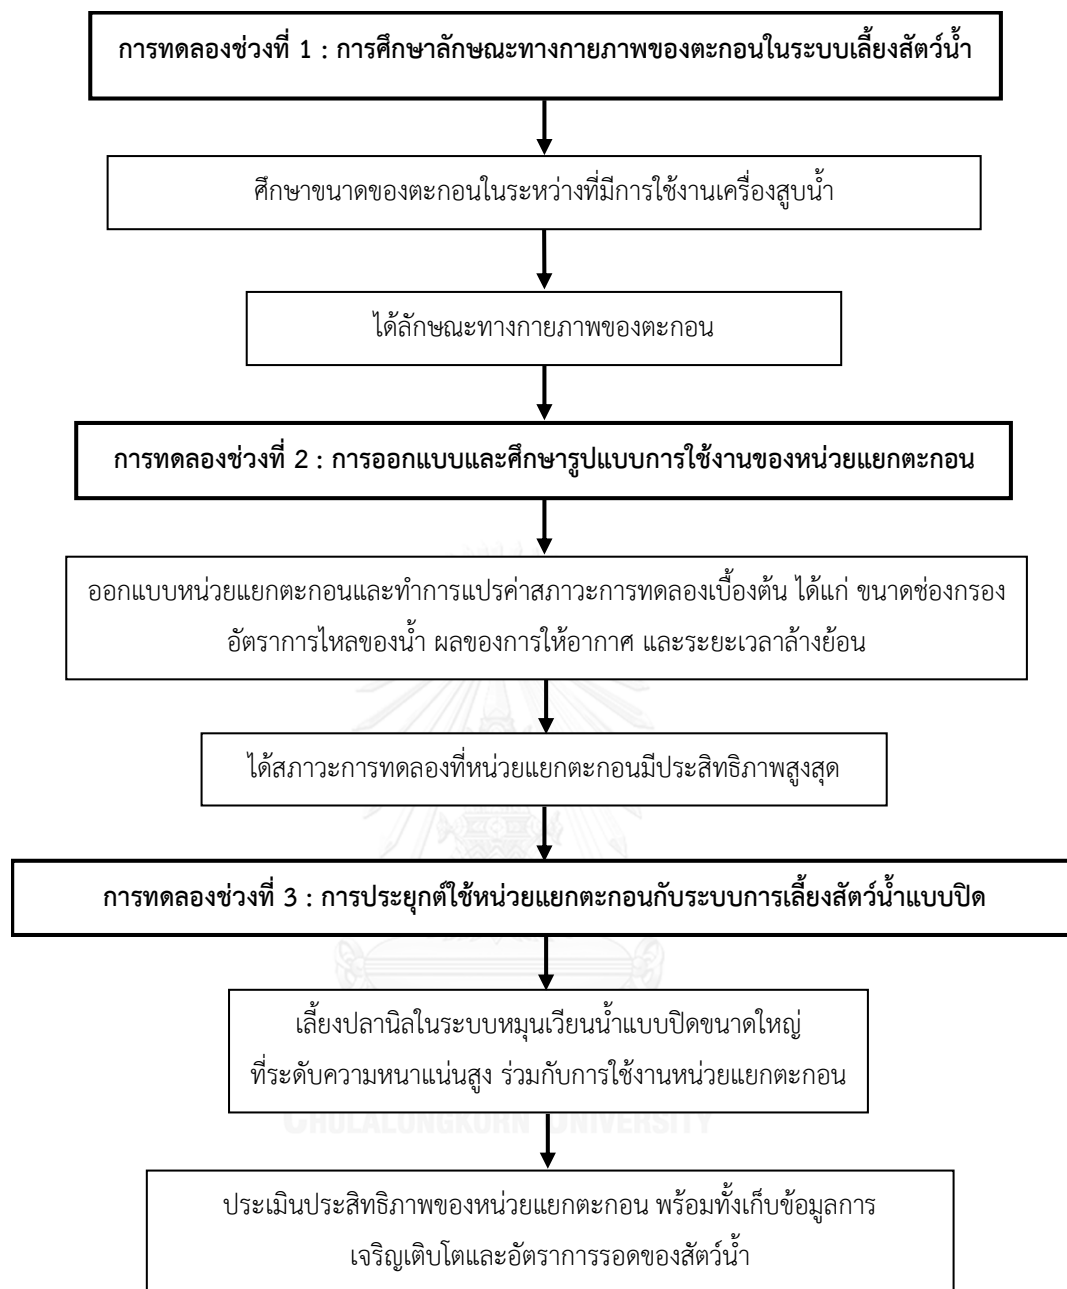 การทดลองช่วงที่ 1 : การศึกษาลักษณะทางกายภาพของตะกอนในระบบเลี้ยงสัตว์น้ำ
ศึกษาขนาดของตะกอนในระหว่างที่มีการใช้งานเครื่องสูบน้ำ
ได้ลักษณะทางกายภาพของตะกอน
การทดลองช่วงที่ 2 : การออกแบบและศึกษารูปแบบการใช้งานของหน่วยแยกตะกอน
ออกแบบหน่วยแยกตะกอนและทำการแปรค่าสภาวะการทดลองเบื้องต้น ได้แก่ ขนาดช่องกรอง
อัตราการไหลของน้ำ ผลของการให้อากาศ และระยะเวลาล้างย้อน
ได้สภาวะการทดลองที่หน่วยแยกตะกอนมีประสิทธิภาพสูงสุด
การทดลองช่วงที่ 3 : การประยุกต์ใช้หน่วยแยกตะกอนกับระบบการเลี้ยงสัตว์น้ำแบบปิด
เลี้ยงปลานิลในระบบหมุนเวียนน้ำแบบปิดขนาดใหญ่
ที่ระดับความหนาแน่นสูง ร่วมกับการใช้งานหน่วยแยกตะกอน
CHULALONGKORN UNIVERSITY
ประเมินประสิทธิภาพของหน่วยแยกตะกอน พร้อมทั้งเก็บข้อมูลการ
เจริญเติบโตและอัตราการรอดของสัตว์น้ำ